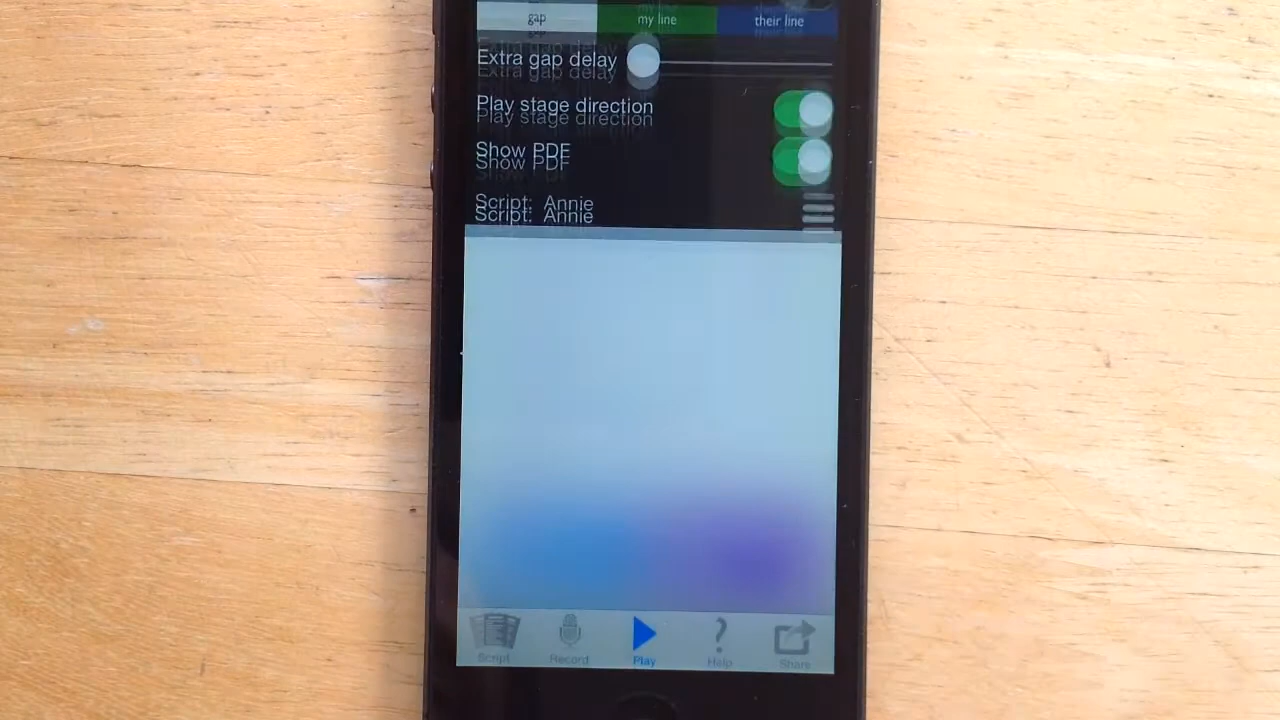 gap my line their line
Extra gap delay
Play stage direction
Show PDF
Script: Annie
Script Record Play Help Share